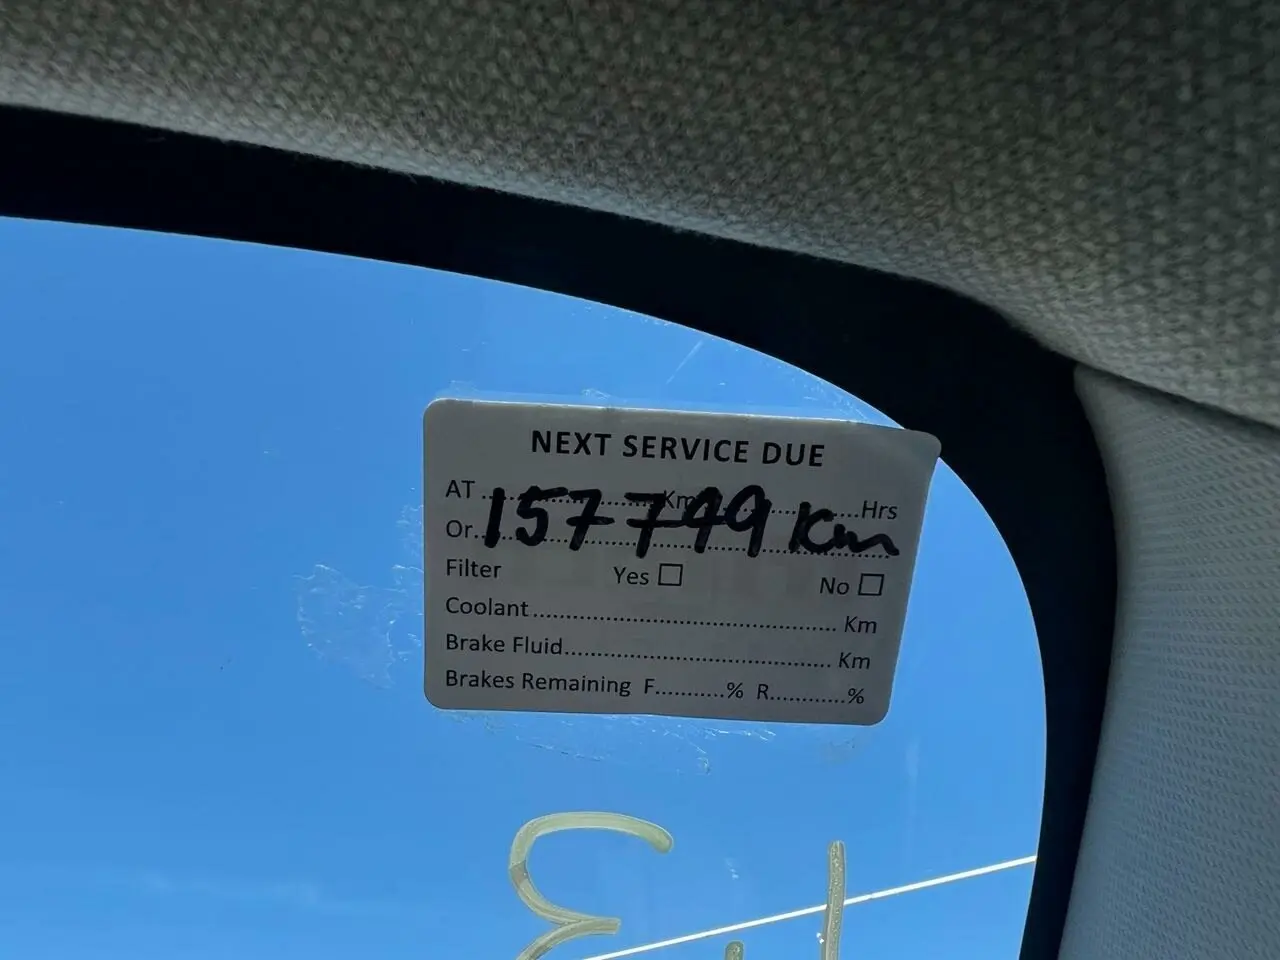 NEXT SERVICE DUE
AT ........................Km ........................Hrs
Or 157749 Km
Filter Yes ☐ No ☐
Coolant........................................ Km
Brake Fluid................................... Km
Brakes Remaining F...........% R............%